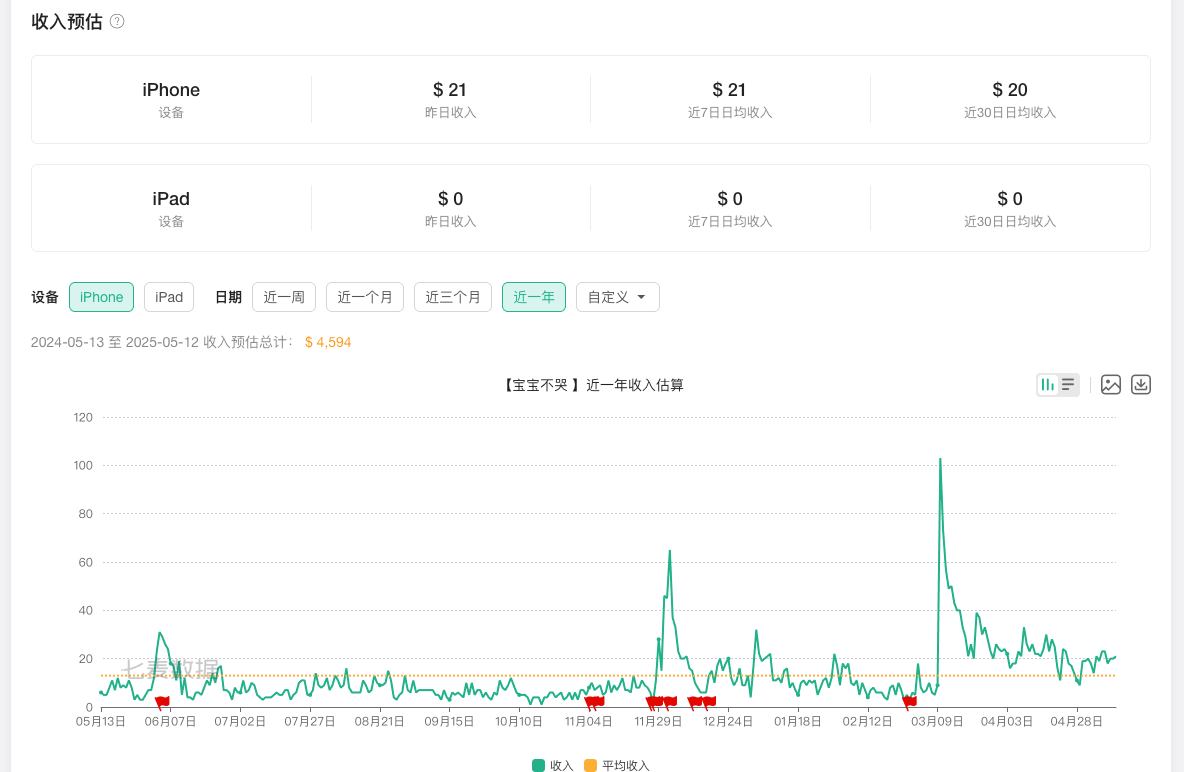 收入预估 ?
iPhone
设备
$ 21
昨日收入
$ 21
近7日日均收入
$ 20
近30日日均收入
iPad
设备
$ 0
昨日收入
$ 0
近7日日均收入
$ 0
近30日日均收入
设备 iPhone iPad 日期 近一周 近一个月 近三个月 近一年 自定义
2024-05-13 至 2025-05-12 收入预估总计： $ 4,594
【宝宝不哭 】近一年收入估算
120
100
80
60
40
20
0
七麦数据
05月13日 06月07日 07月02日 07月27日 08月21日 09月15日 10月10日 11月04日 11月29日 12月24日 01月18日 02月12日 03月09日 04月03日 04月28日
收入 平均收入